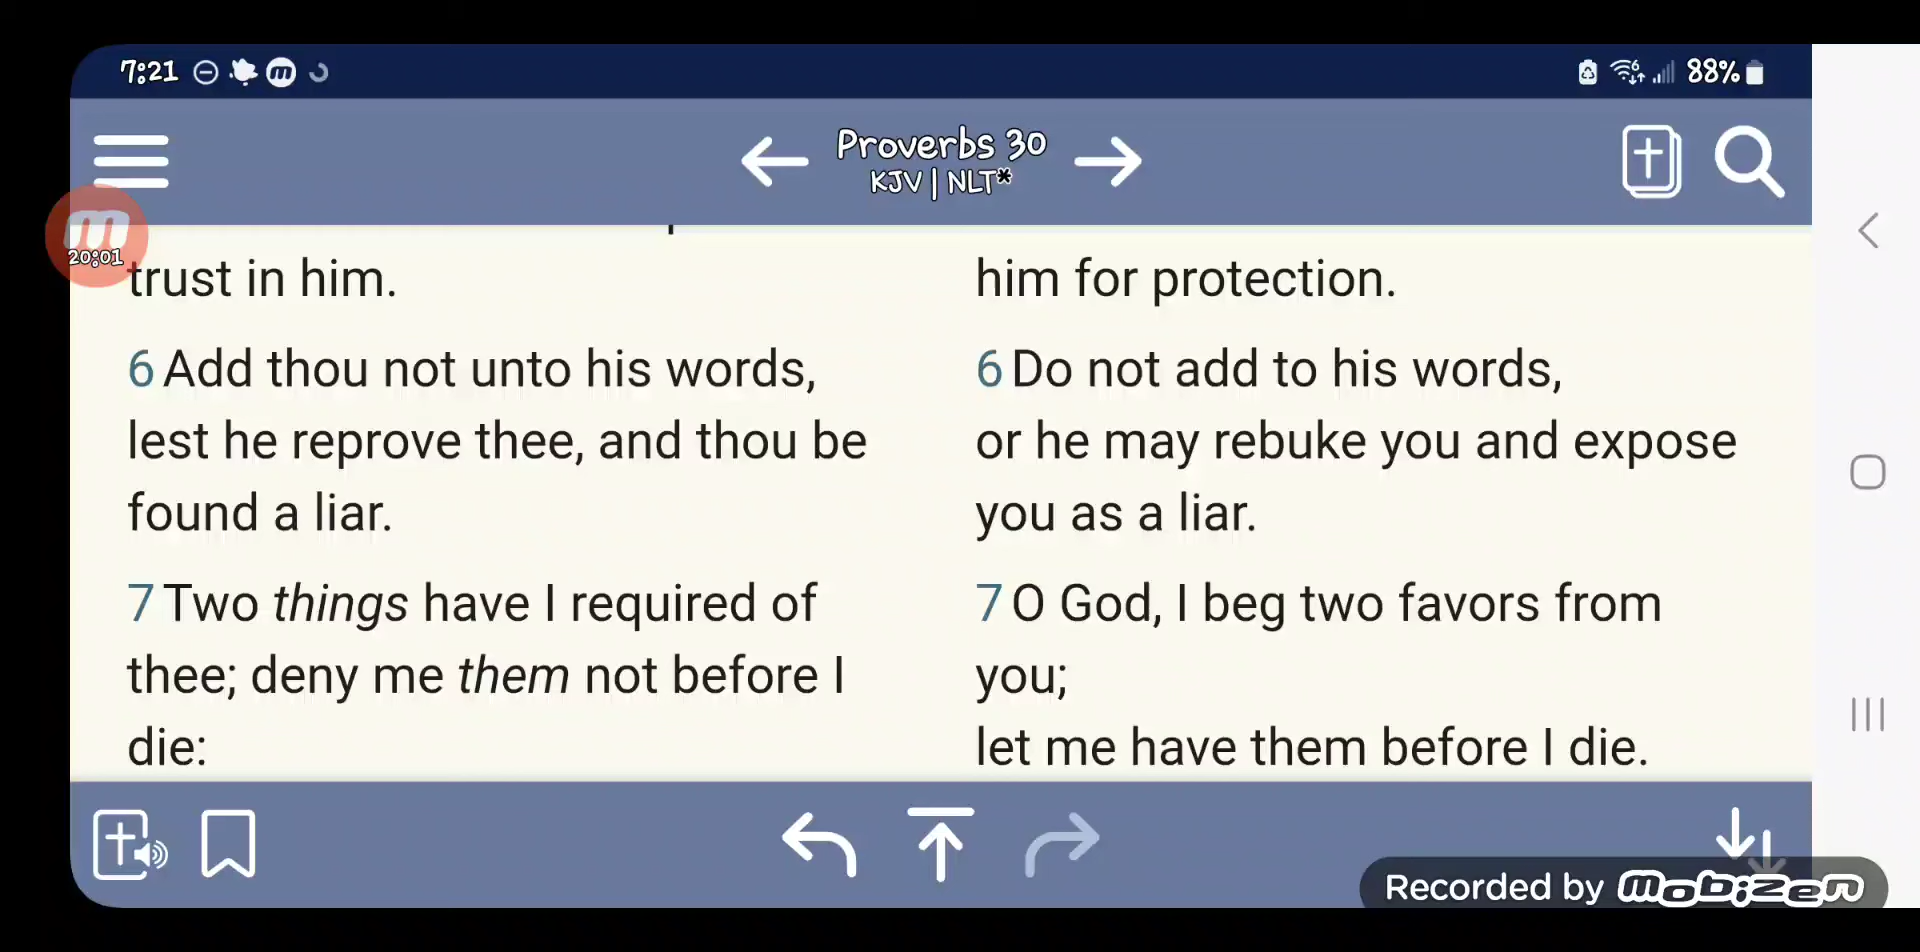 7:21
88%
Proverbs 30
KJV | NLT*
20:01
trust in him.
6 Add thou not unto his words,
lest he reprove thee, and thou be
found a liar.
7 Two things have I required of
thee; deny me them not before I
die:
him for protection.
6 Do not add to his words,
or he may rebuke you and expose
you as a liar.
7 O God, I beg two favors from
you;
let me have them before I die.
Recorded by mobizen